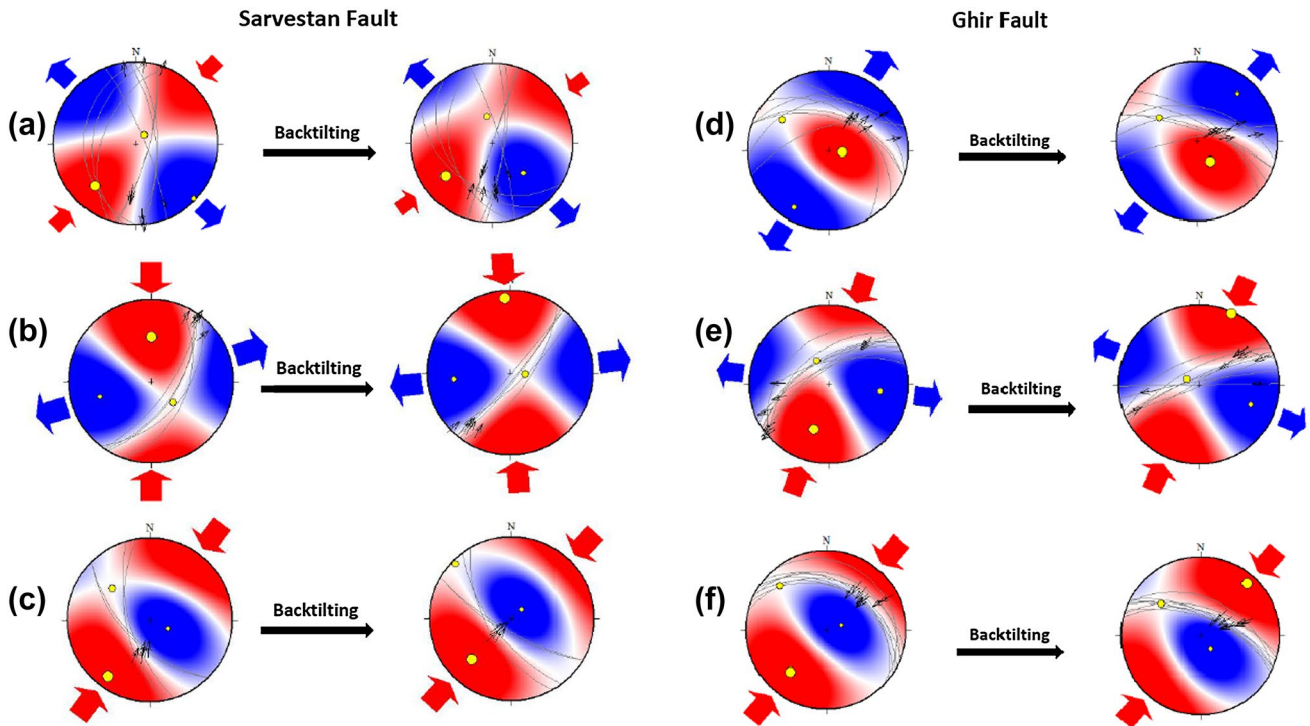 Sarvestan Fault
Ghir Fault
(a)
N
Backtilting
N
(d)
N
Backtilting
N
(b)
Backtilting
(e)
N
Backtilting
N
(c)
N
Backtilting
N
(f)
N
Backtilting
N